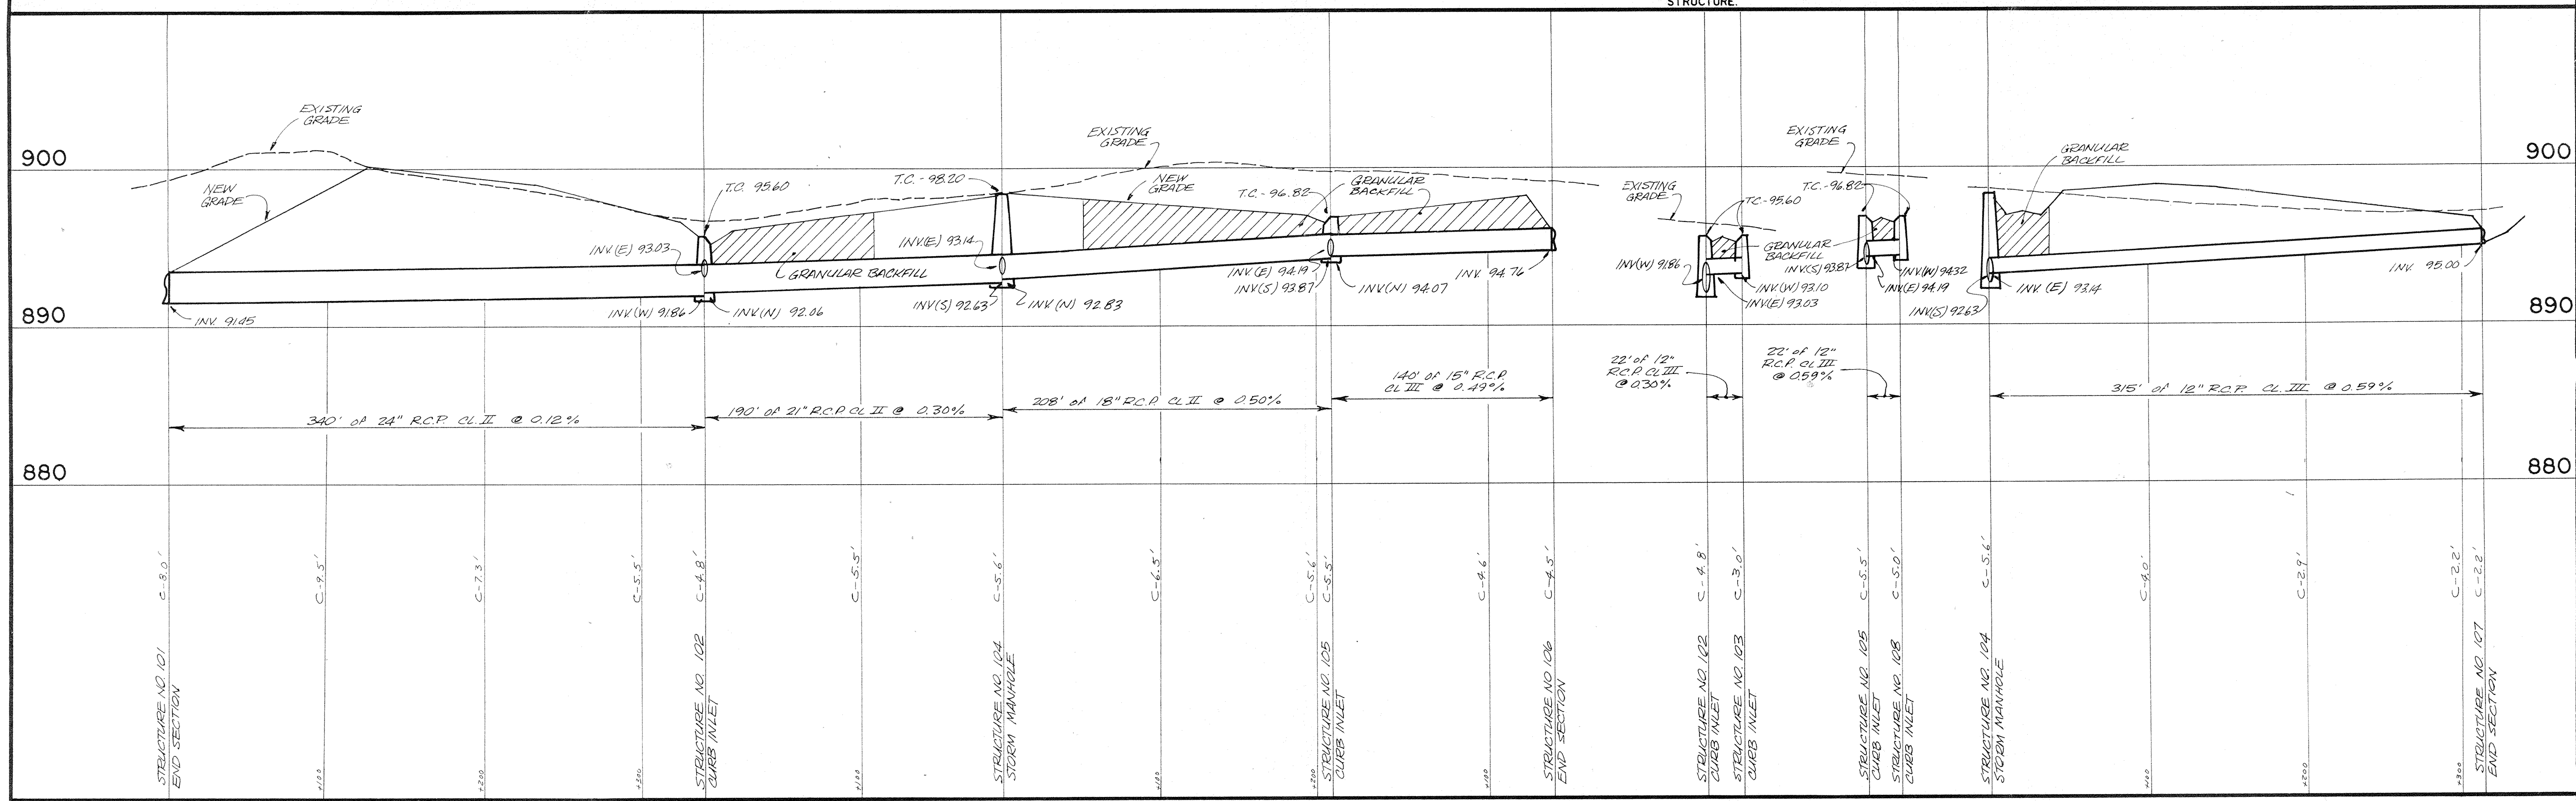 STRUCTURE.
EXISTING
GRADE
EXISTING
GRADE
EXISTING
GRADE
900
900
NEW
GRADE
T.C. 95.60
T.C. - 98.20
NEW
GRADE
T.C. - 96.82
GRANULAR
BACKFILL
EXISTING
GRADE
T.C - 95.60
T.C. - 96.82
GRANULAR
BACKFILL
INV.(E) 93.03
INV.(E) 93.14
GRANULAR BACKFILL
INV.(E) 94.19
INV.(S) 93.87
INV.(N) 94.07
INV. 94.76
GRANULAR
BACKFILL
INV.(W) 91.86
INV.(W) 93.10
INV.(E) 93.03
INV.(S) 93.87
INV.(W) 94.32
INV.(E) 94.19
INV. (E) 93.14
INV.(S) 92.63
INV. 95.00
INV. 91.45
INV.(W) 91.86
INV.(N) 92.06
INV.(S) 92.63
INV. (N) 92.83
890
890
340' OF 24" R.C.P. CL. II @ 0.12%
190' OF 21" R.C.P. CL II @ 0.30%
208' OF 18" R.C.P. CL II @ 0.50%
140' OF 15" R.C.P.
CL III @ 0.49%
22' OF 12"
R.C.P. CL III
@ 0.30%
22' OF 12"
R.C.P. CL III
@ 0.59%
315' OF 12" R.C.P. CL. III @ 0.59%
880
880
C-8.0'
C-9.5'
C-7.3'
C-5.5'
C-4.8'
C-5.5'
C-5.6'
C-6.5'
C-5.6'
C-5.5'
C-4.6'
C-4.5'
C-4.8'
C-3.0'
C-5.5'
C-5.0'
C-5.6'
C-4.0'
C-2.9'
C-2.2'
C-2.2'
STRUCTURE NO. 101
END SECTION
+100
+200
+300
STRUCTURE NO. 102
CURB INLET
+100
STRUCTURE NO. 104
STORM MANHOLE
+100
+200
STRUCTURE NO. 105
CURB INLET
+100
STRUCTURE NO 106
END SECTION
STRUCTURE NO. 102
CURB INLET
STRUCTURE NO. 103
CURB INLET
STRUCTURE NO. 105
CURB INLET
STRUCTURE NO. 108
CURB INLET
STRUCTURE NO. 104
STORM MANHOLE
+100
+200
+300
STRUCTURE NO. 107
END SECTION